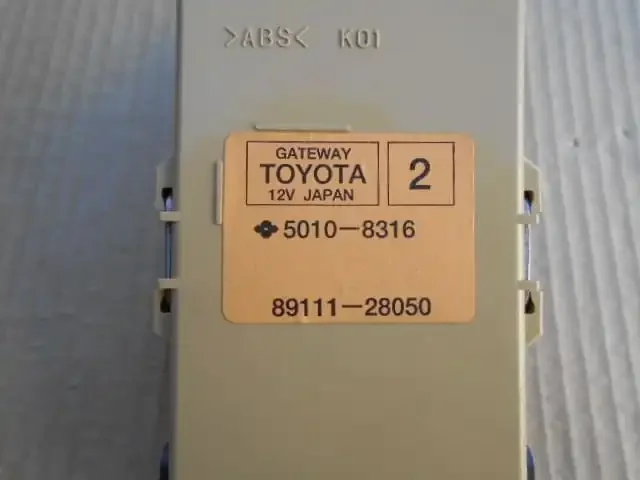 >ABS< K01
GATEWAY
TOYOTA
12V JAPAN
2
5010-8316
89111-28050